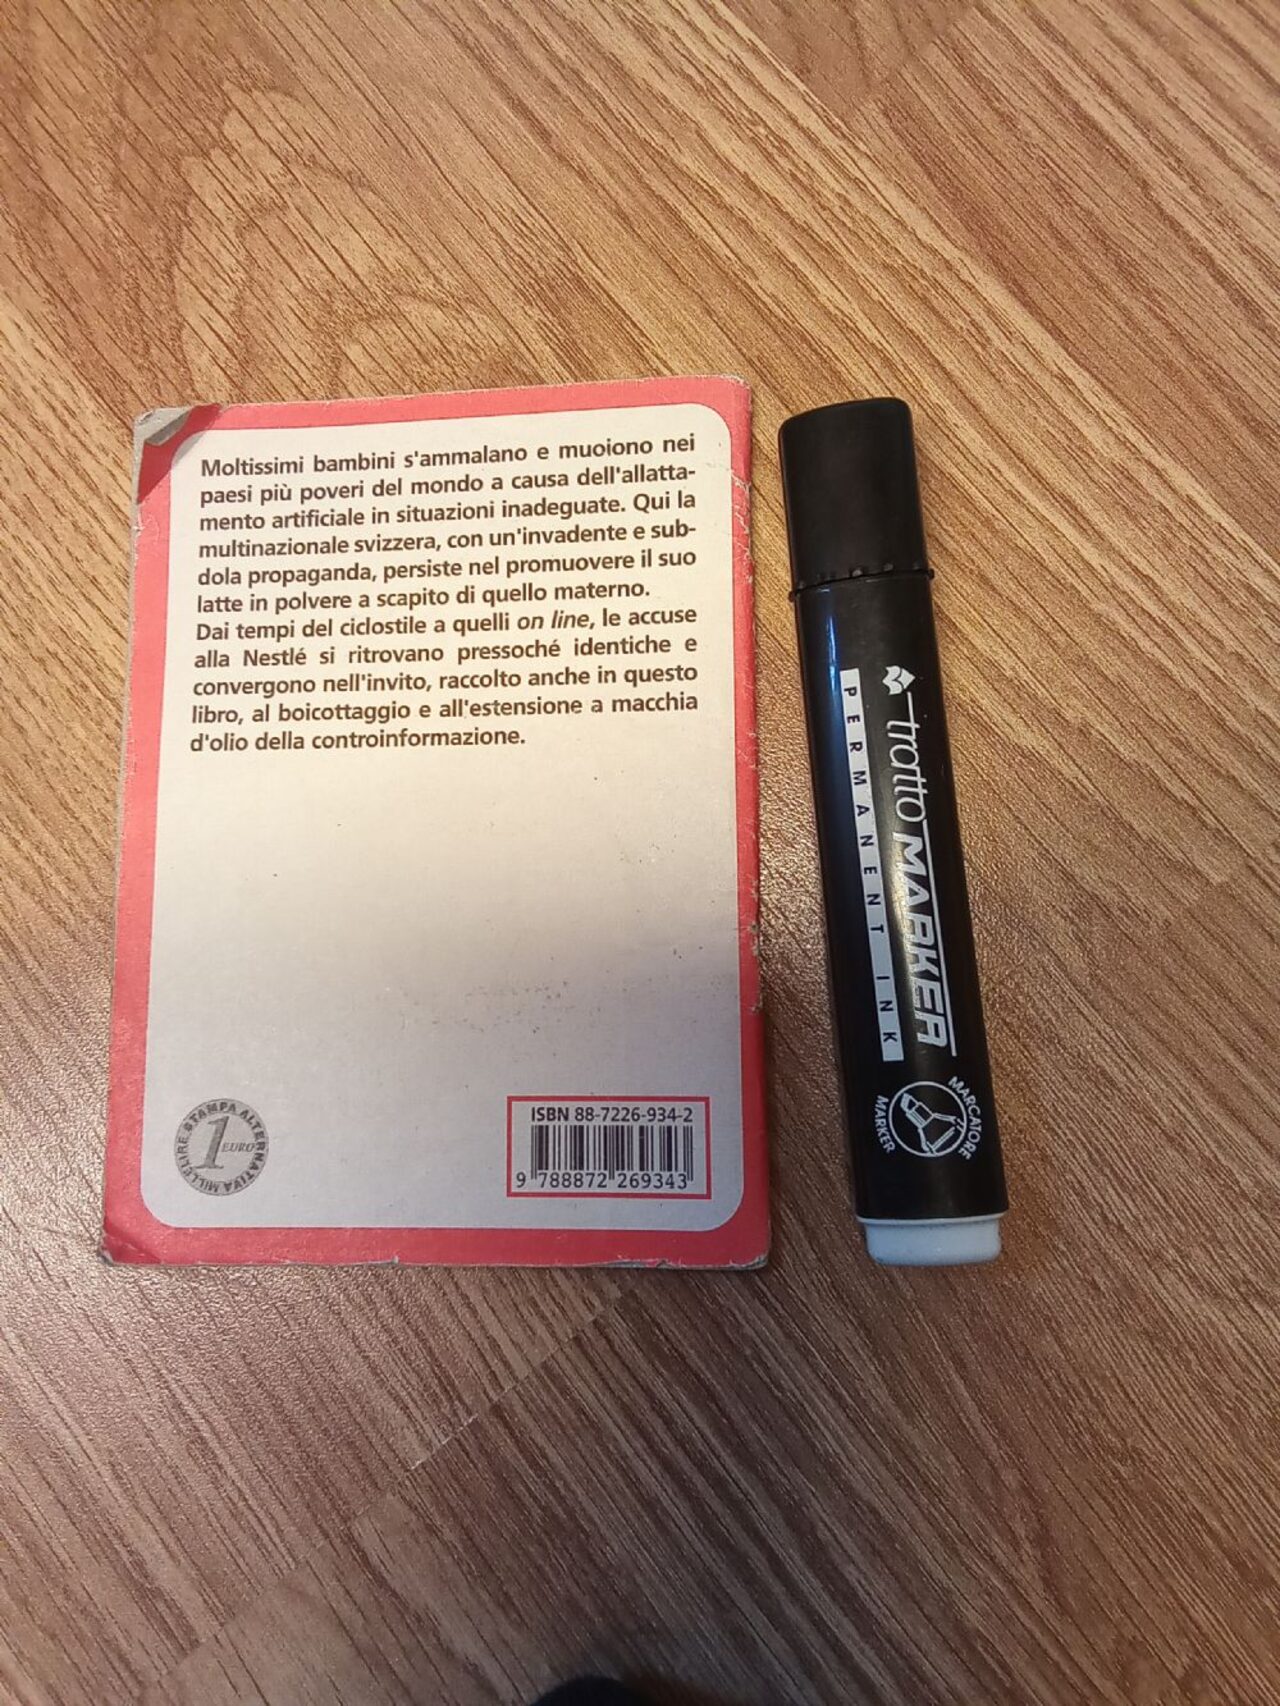 Moltissimi bambini s'ammalano e muoiono nei
paesi più poveri del mondo a causa dell'allatta-
mento artificiale in situazioni inadeguate. Qui la
multinazionale svizzera, con un'invadente e sub-
dola propaganda, persiste nel promuovere il suo
latte in polvere a scapito di quello materno.
Dai tempi del ciclostile a quelli on line, le accuse
alla Nestlé si ritrovano pressoché identiche e
convergono nell'invito, raccolto anche in questo
libro, al boicottaggio e all'estensione a macchia
d'olio della controinformazione.
MILLELIRE STAMPA ALTERNATIVA
1 EURO
ISBN 88-7226-934-2
9 788872 269343
tratto MARKER
PERMANENT INK
MARCATORE
MARKER